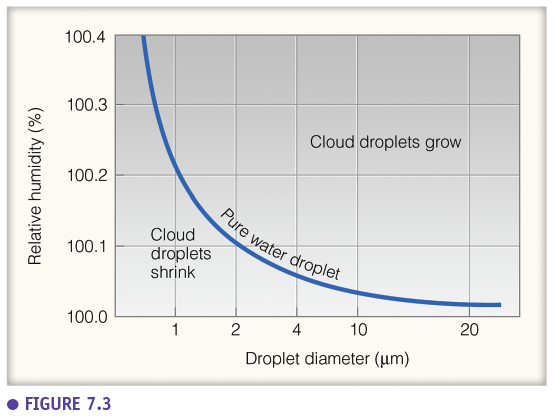 100.4
100.3
100.2
100.1
100.0
Relative humidity (%)
Cloud droplets grow
Pure water droplet
Cloud
droplets
shrink
1 2 4 10 20
Droplet diameter (μm)
● FIGURE 7.3